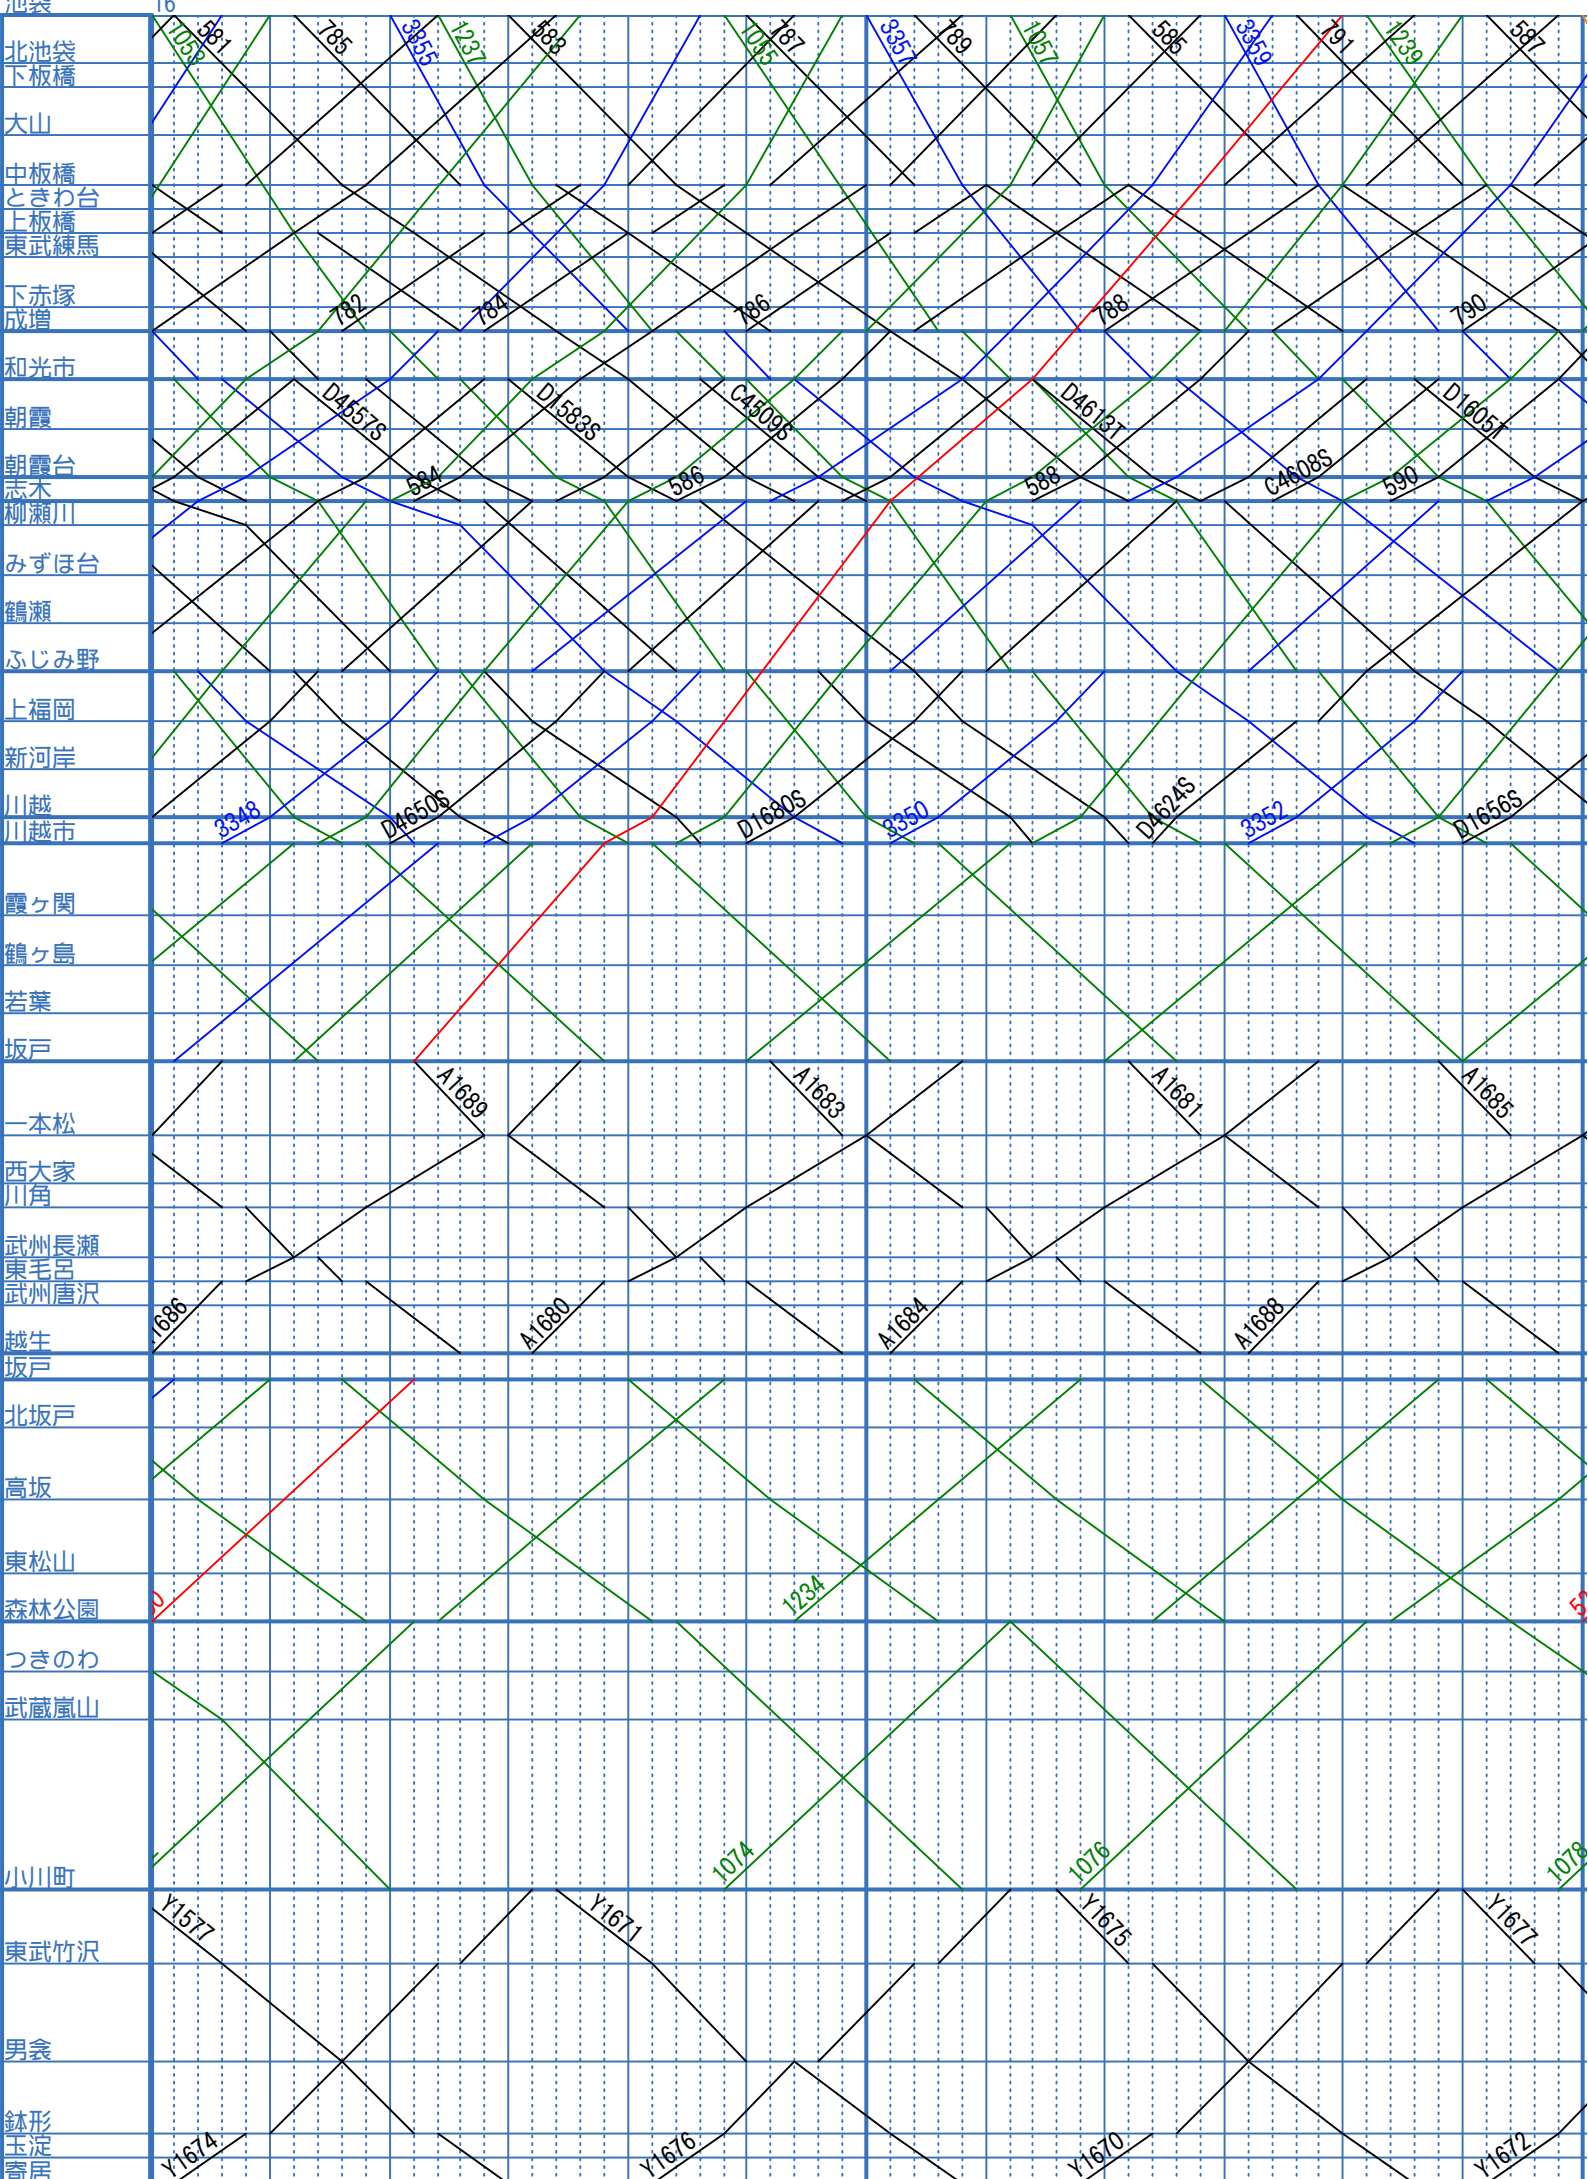 池袋 16
1053 581 785 3355 1237 583 1055 787 3357 789 1057 585 3359 791 1239 587
北池袋
下板橋
大山
中板橋
ときわ台
上板橋
東武練馬
下赤塚 782 784 786 788 790
成増
和光市
D4557S D1583S C4509S D4613T D1605T
朝霞
朝霞台 584 586 588 C4608S 590
志木
柳瀬川
みずほ台
鶴瀬
ふじみ野
上福岡
新河岸
川越
川越市 3348 D4650S D1680S 3350 D4624S 3352 D1656S
霞ヶ関
鶴ヶ島
若葉
坂戸
A1689 A1683 A1681 A1685
一本松
西大家
川角
武州長瀬
東毛呂
武州唐沢
越生 1686 A1680 A1684 A1688
坂戸
北坂戸
高坂
東松山
森林公園 1234
つきのわ
武蔵嵐山
小川町 1074 1076 1078
Y1577 Y1671 Y1675 Y1677
東武竹沢
男衾
鉢形
玉淀 Y1674 Y1676 Y1670 Y1672
寄居